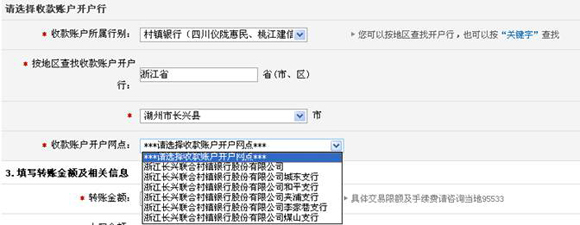 请选择收款账户开户行
* 收款账户所属行别: 村镇银行（四川仪陇惠民、桃江建信 ▸ 您可以按地区查找开户行，也可以按 “关键字” 查找
* 按地区查找收款账户开户行: 浙江省 省(市、区)
* 湖州市长兴县 市
* 收款账户开户网点: ***请选择收款账户开户网点***
***请选择收款账户开户网点***
浙江长兴联合村镇银行股份有限公司
浙江长兴联合村镇银行股份有限公司城东支行
浙江长兴联合村镇银行股份有限公司和平支行
浙江长兴联合村镇银行股份有限公司夹浦支行
浙江长兴联合村镇银行股份有限公司李家巷支行
浙江长兴联合村镇银行股份有限公司煤山支行
3. 填写转账金额及相关信息
* 转账金额: ▸ 具体交易限额及手续费请咨询当地95533